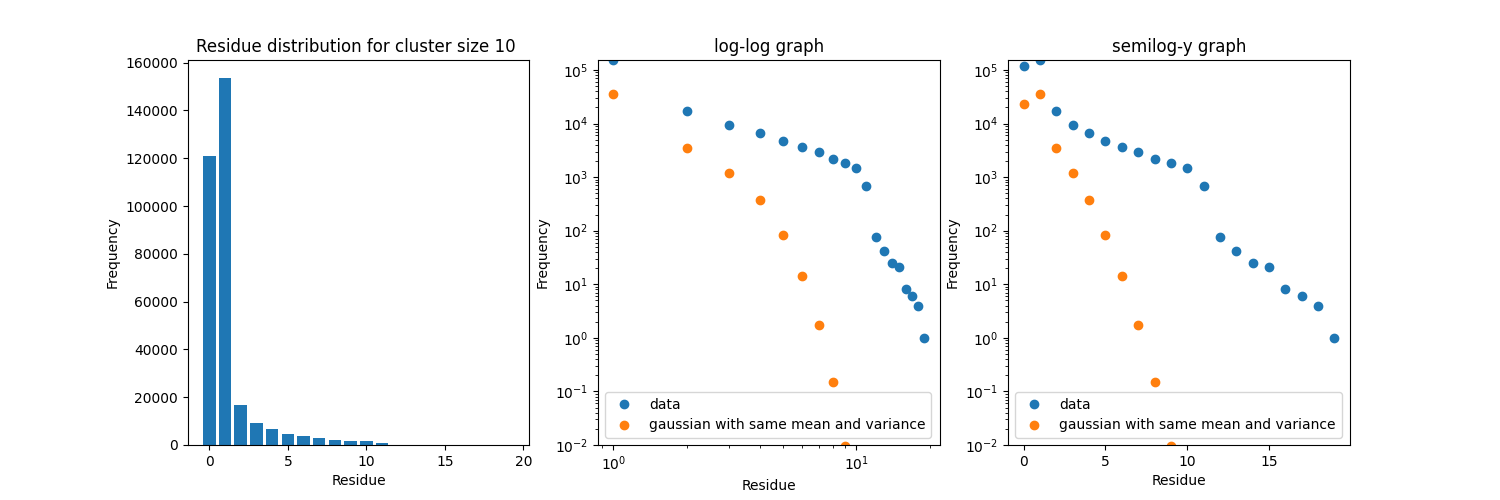 Residue distribution for cluster size 10
160000
140000
120000
100000
80000
60000
40000
20000
0
0
5
10
15
20
Frequency
Residue
log-log graph
10^5
10^4
10^3
10^2
10^1
10^0
10^-1
10^-2
10^0
10^1
Frequency
Residue
data
gaussian with same mean and variance
semilog-y graph
10^5
10^4
10^3
10^2
10^1
10^0
10^-1
10^-2
0
5
10
15
Frequency
Residue
data
gaussian with same mean and variance